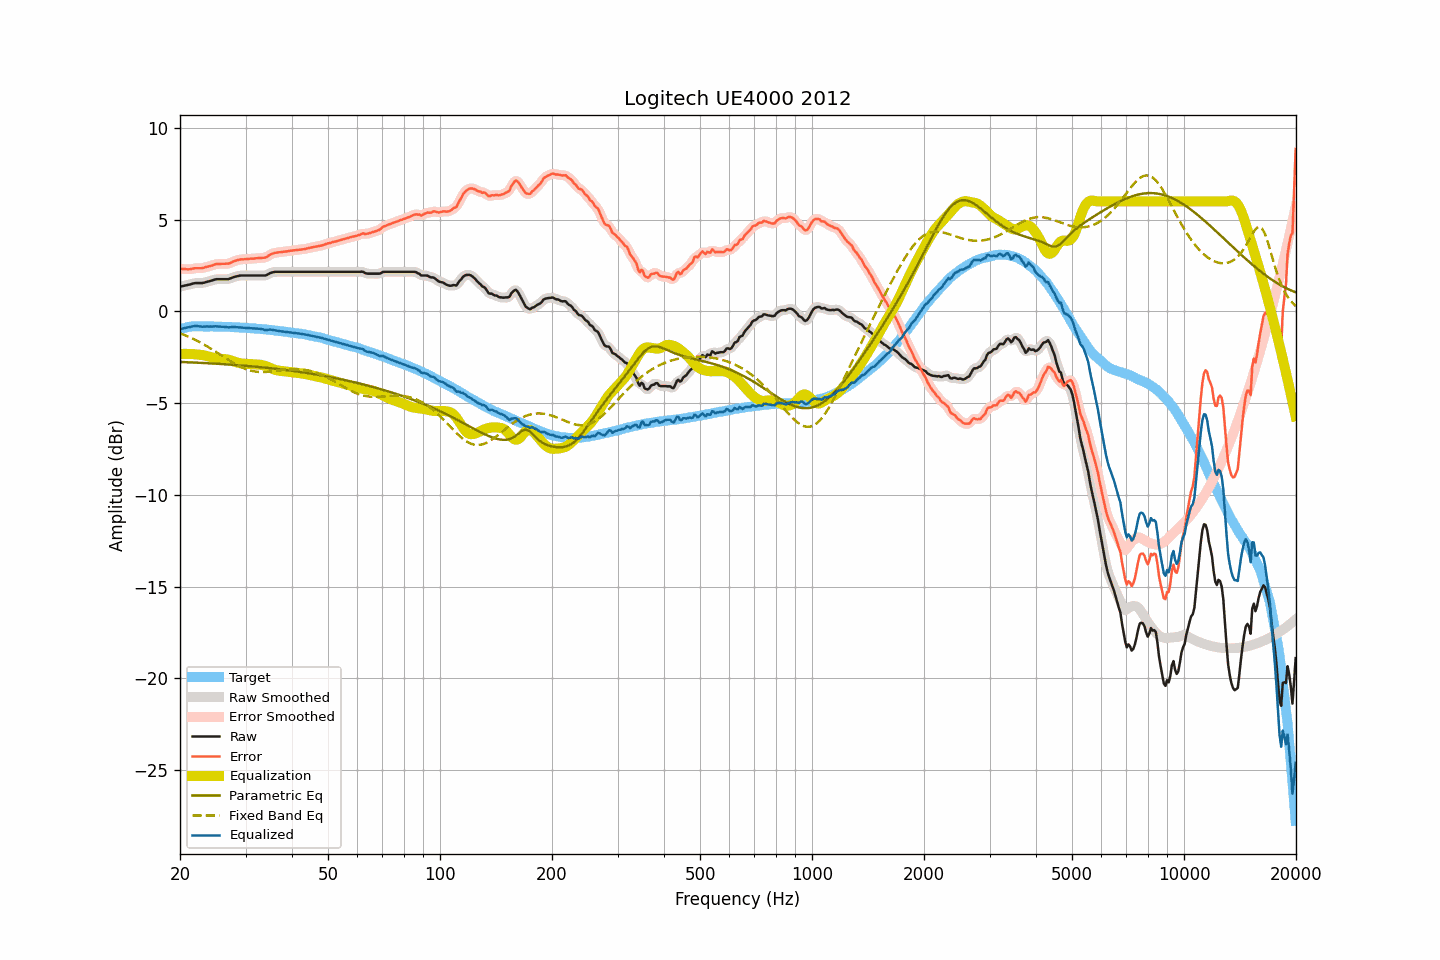 Logitech UE4000 2012
10
5
0
−5
−10
−15
−20
−25
Amplitude (dBr)
Target
Raw Smoothed
Error Smoothed
Raw
Error
Equalization
Parametric Eq
Fixed Band Eq
Equalized
20 50 100 200 500 1000 2000 5000 10000 20000
Frequency (Hz)